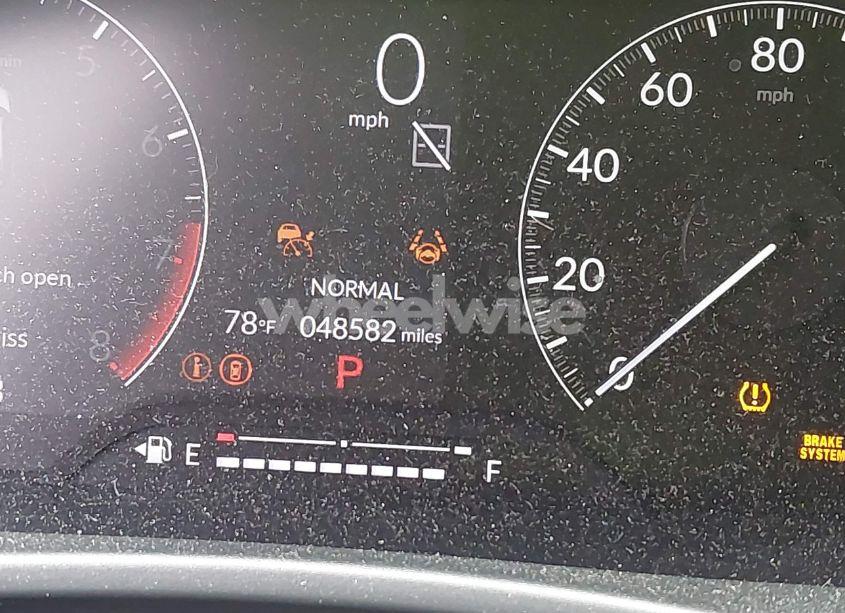 5
6
7
8
0
mph
80
60
mph
40
20
0
ch open
iss
NORMAL
78°F 048582 miles
P
E
F
BRAKE
SYSTEM
wheelwise